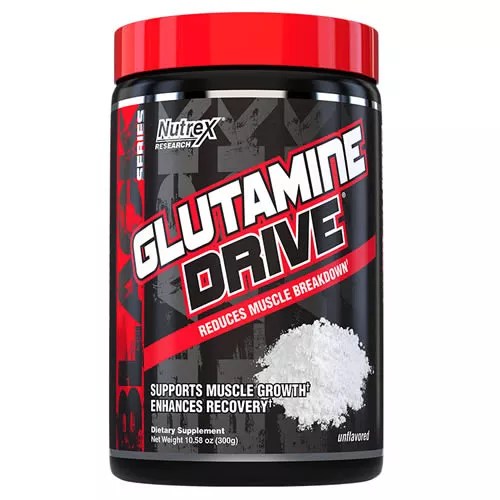 Nutrex
RESEARCH
BLACK
SERIES
GLUTAMINE
DRIVE®
REDUCES MUSCLE BREAKDOWN†
SUPPORTS MUSCLE GROWTH†
ENHANCES RECOVERY†
Dietary Supplement
Net Weight 10.58 oz (300g)
unflavored